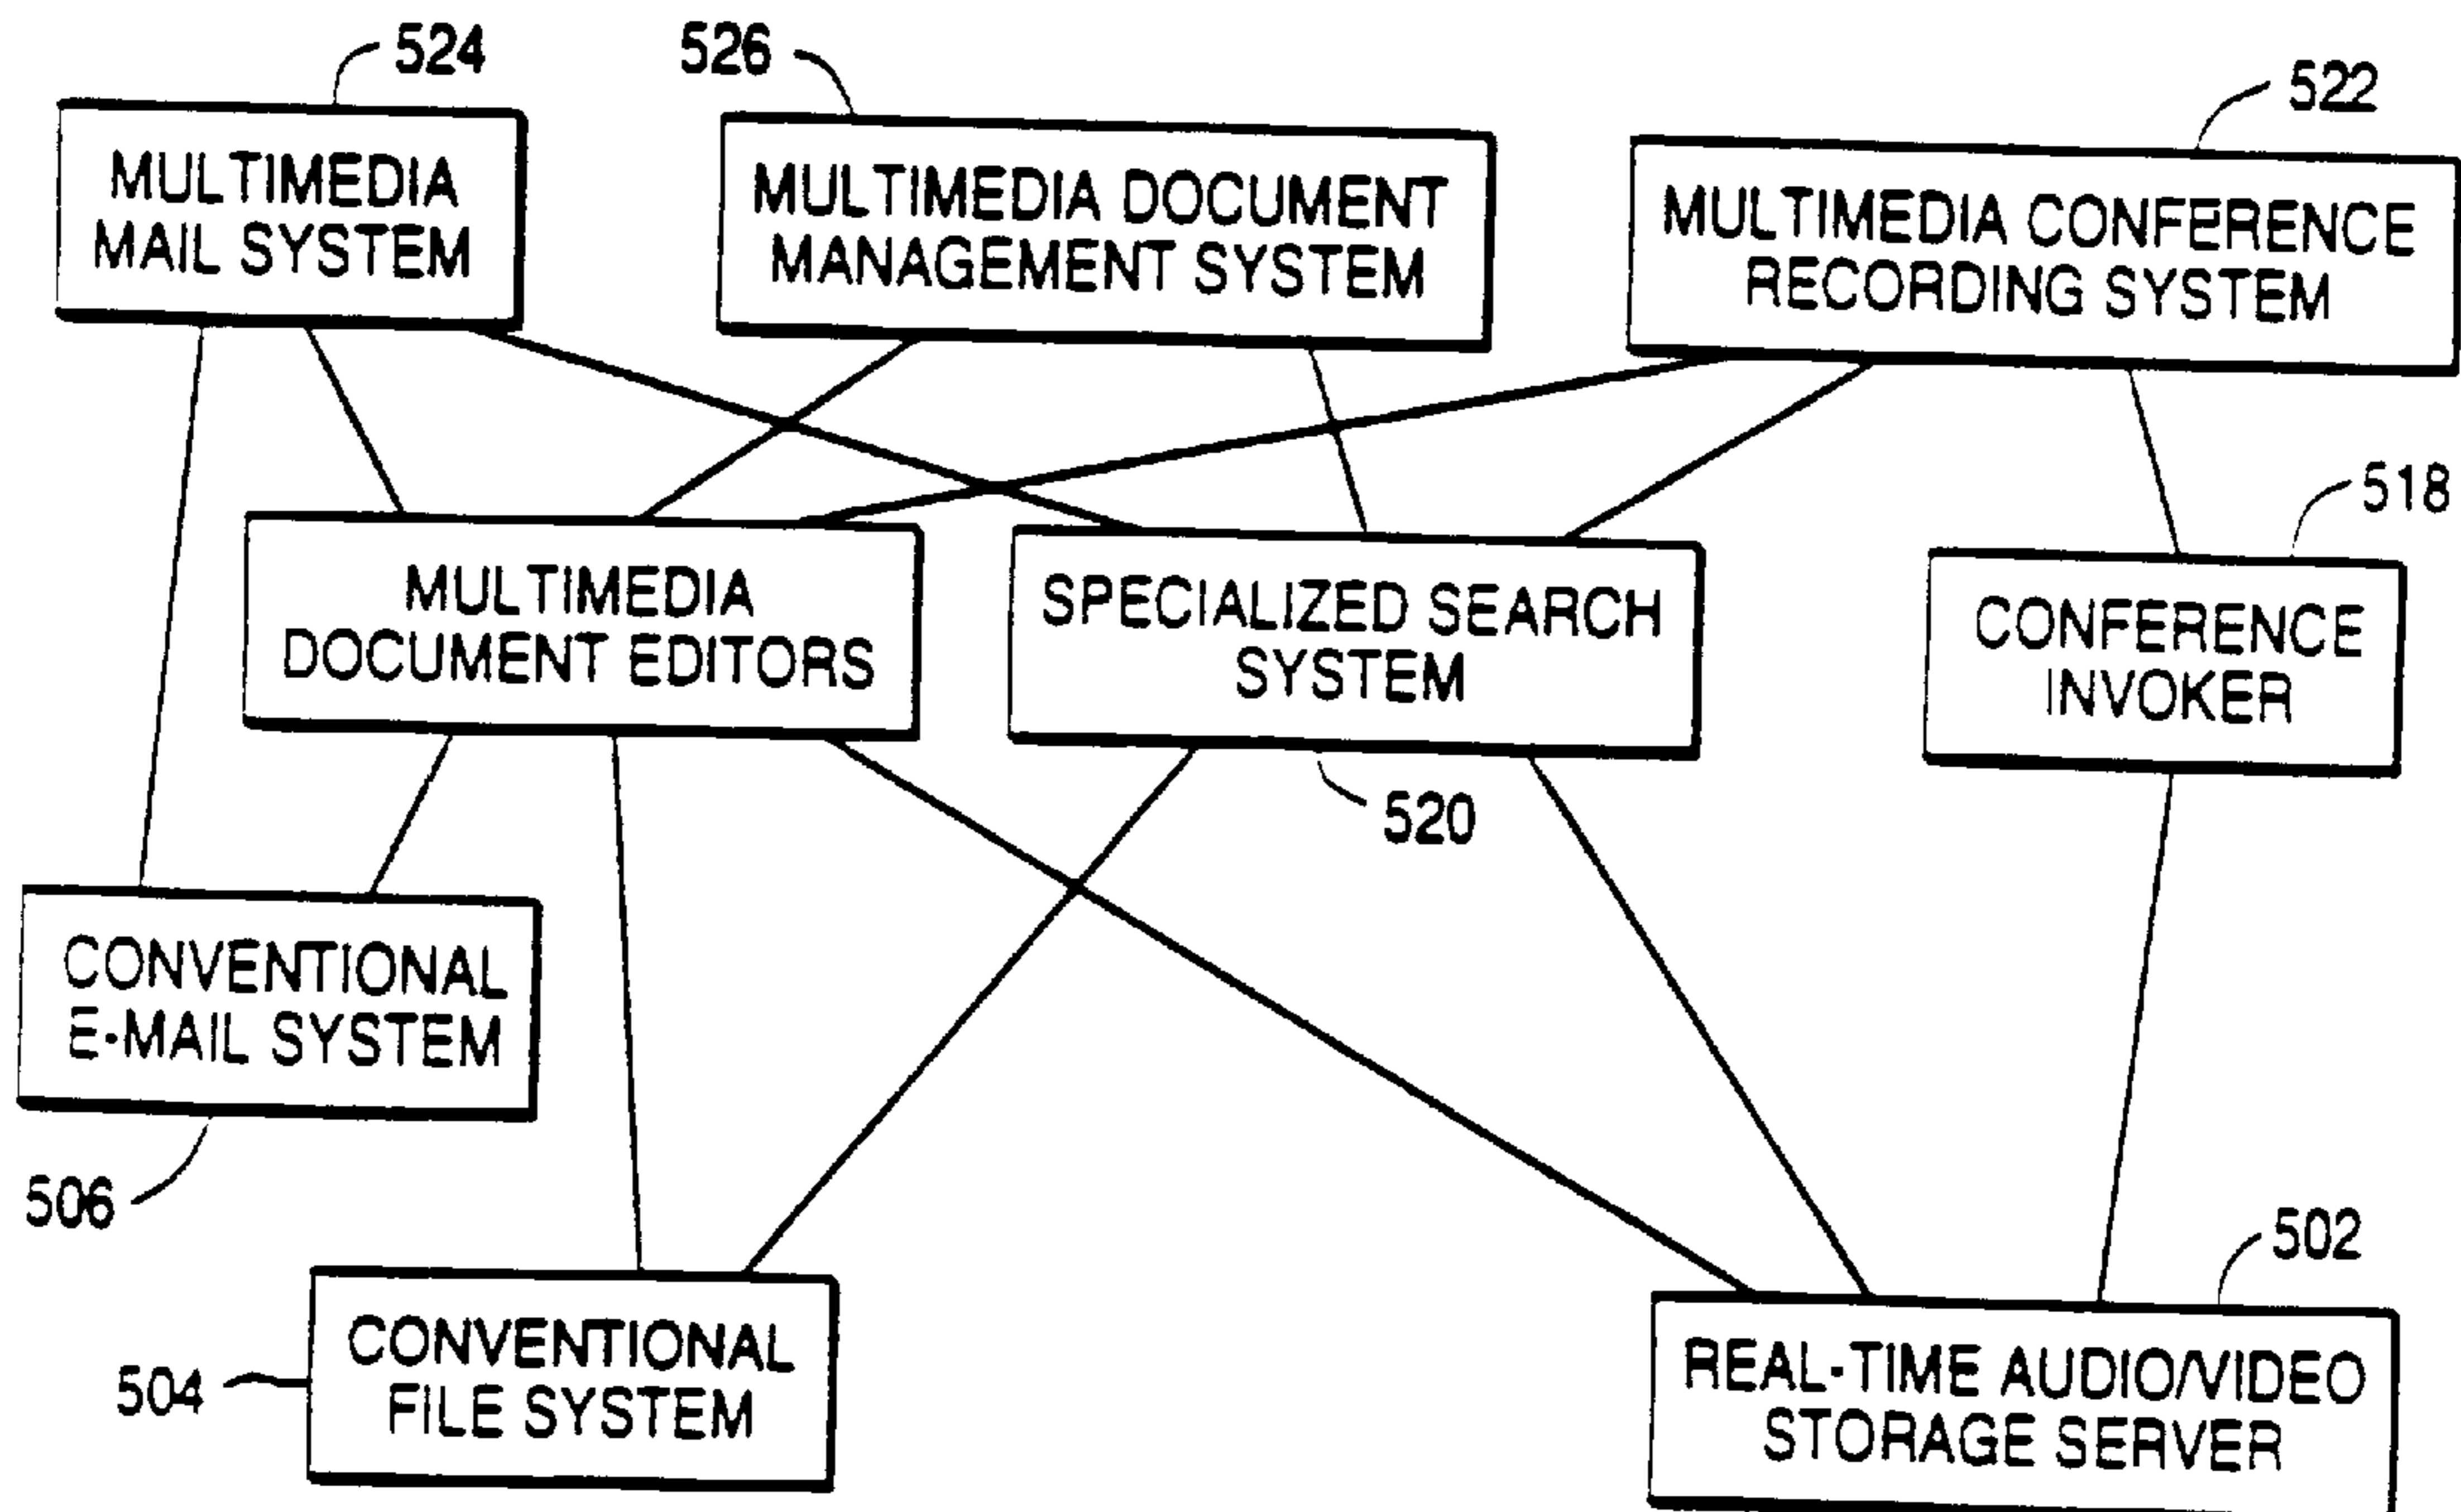 524
526
522
MULTIMEDIA
MAIL SYSTEM
MULTIMEDIA DOCUMENT
MANAGEMENT SYSTEM
MULTIMEDIA CONFERENCE
RECORDING SYSTEM
518
MULTIMEDIA
DOCUMENT EDITORS
SPECIALIZED SEARCH
SYSTEM
CONFERENCE
INVOKER
520
CONVENTIONAL
E-MAIL SYSTEM
506
502
504
CONVENTIONAL
FILE SYSTEM
REAL-TIME AUDIO/VIDEO
STORAGE SERVER